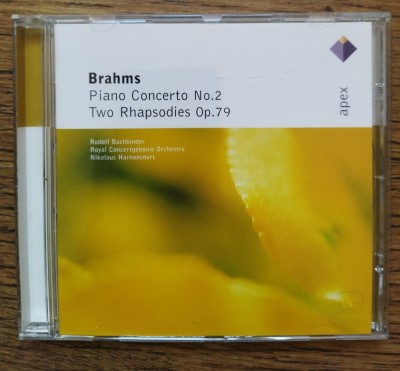 Brahms
Piano Concerto No.2
Two Rhapsodies Op.79
apex
Rudolf Buchbinder
Royal Concertgebouw Orchestra
Nikolaus Harnoncourt